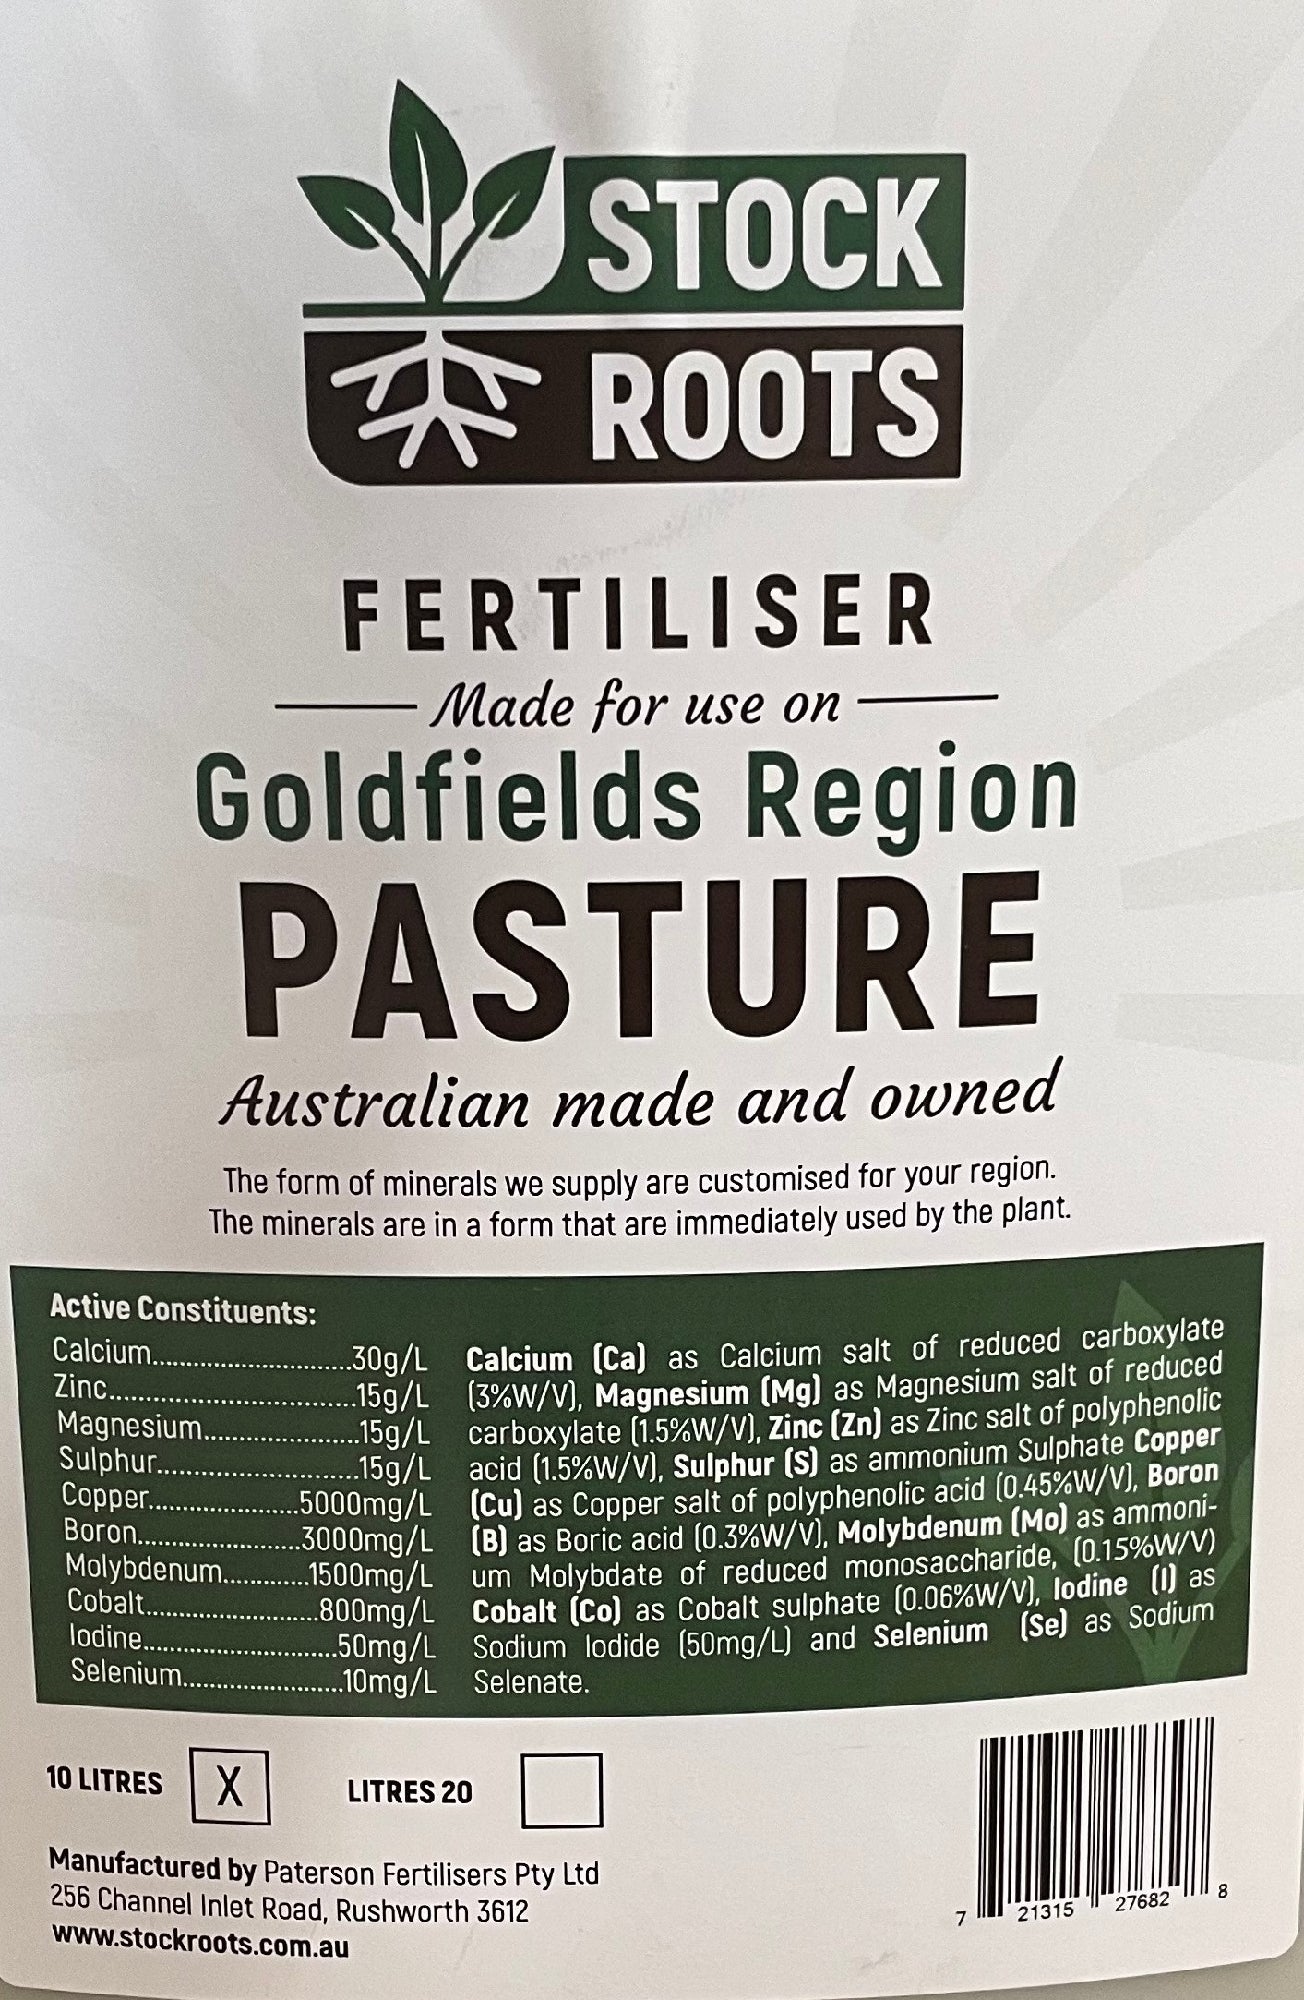 STOCK
ROOTS
FERTILISER
Made for use on
Goldfields Region
PASTURE
Australian made and owned
The form of minerals we supply are customised for your region.
The minerals are in a form that are immediately used by the plant.
Active Constituents:
Calcium..............................30g/L
Zinc.....................................15g/L
Magnesium.......................15g/L
Sulphur..............................15g/L
Copper......................5000mg/L
Boron........................3000mg/L
Molybdenum.............1500mg/L
Cobalt..........................800mg/L
Iodine.............................50mg/L
Selenium.......................10mg/L
Calcium (Ca) as Calcium salt of reduced carboxylate
(3%W/V), Magnesium (Mg) as Magnesium salt of reduced
carboxylate (1.5%W/V), Zinc (Zn) as Zinc salt of polyphenolic
acid (1.5%W/V), Sulphur (S) as ammonium Sulphate Copper
(Cu) as Copper salt of polyphenolic acid (0.45%W/V), Boron
(B) as Boric acid (0.3%W/V), Molybdenum (Mo) as ammoni-
um Molybdate of reduced monosaccharide, (0.15%W/V)
Cobalt (Co) as Cobalt sulphate (0.06%W/V), Iodine (I) as
Sodium Iodide (50mg/L) and Selenium (Se) as Sodium
Selenate.
10 LITRES X LITRES 20
Manufactured by Paterson Fertilisers Pty Ltd
256 Channel Inlet Road, Rushworth 3612
www.stockroots.com.au
7 21315 27682 8